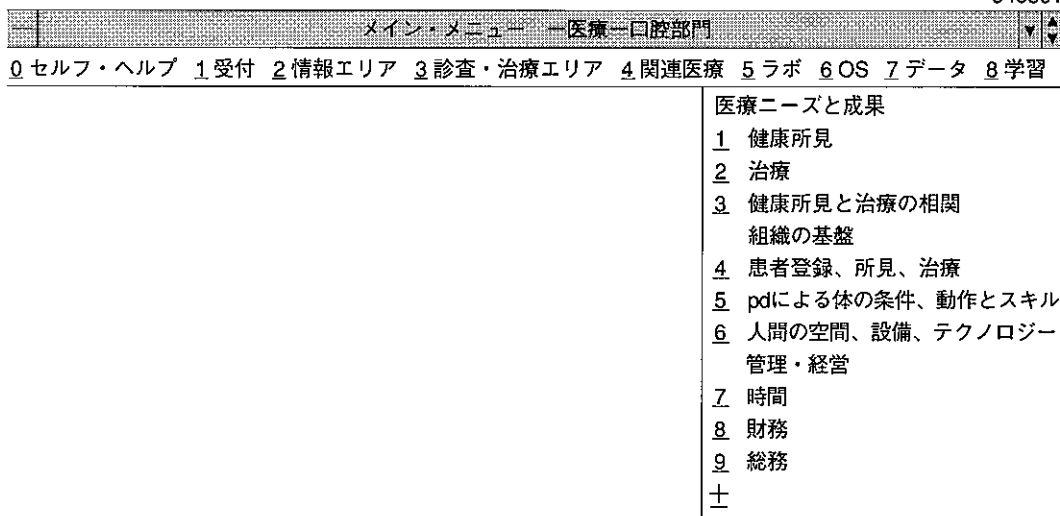 メイン・メニュー ー医療ー口腔部門
0 セルフ・ヘルプ 1 受付 2 情報エリア 3 診査・治療エリア 4 関連医療 5 ラボ 6 OS 7 データ 8 学習
医療ニーズと成果
1 健康所見
2 治療
3 健康所見と治療の相関
組織の基盤
4 患者登録、所見、治療
5 pdによる体の条件、動作とスキル
6 人間の空間、設備、テクノロジー
管理・経営
7 時間
8 財務
9 総務
+